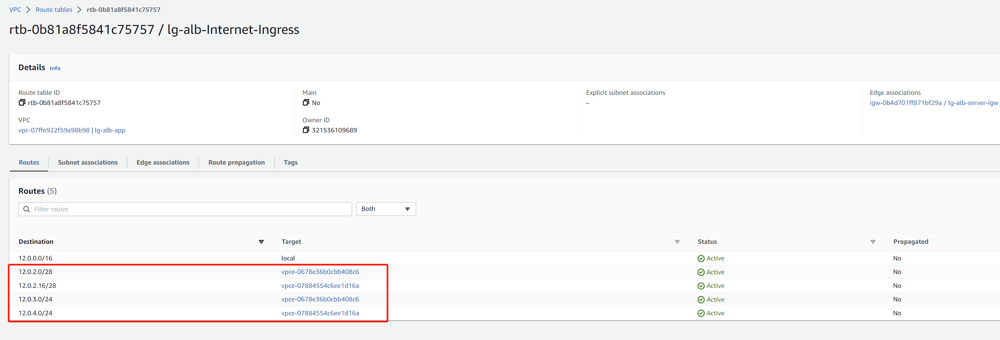 VPC > Route tables > rtb-0b81a8f5841c75757
rtb-0b81a8f5841c75757 / lg-alb-Internet-Ingress
Details Info
Route table ID
rtb-0b81a8f5841c75757
Main
No
Explicit subnet associations
–
Edge associations
igw-0b4d701ff871bf29a / lg-alb-server-igw
VPC
vpc-07ffe922f59a98b98 | lg-alb-app
Owner ID
321536109689
Routes Subnet associations Edge associations Route propagation Tags
Routes (5)
Filter routes Both
Destination Target Status Propagated
12.0.0.0/16 local Active No
12.0.2.0/28 vpce-0678e36b0cbb408c6 Active No
12.0.2.16/28 vpce-07884554c6ee1d16a Active No
12.0.3.0/24 vpce-0678e36b0cbb408c6 Active No
12.0.4.0/24 vpce-07884554c6ee1d16a Active No